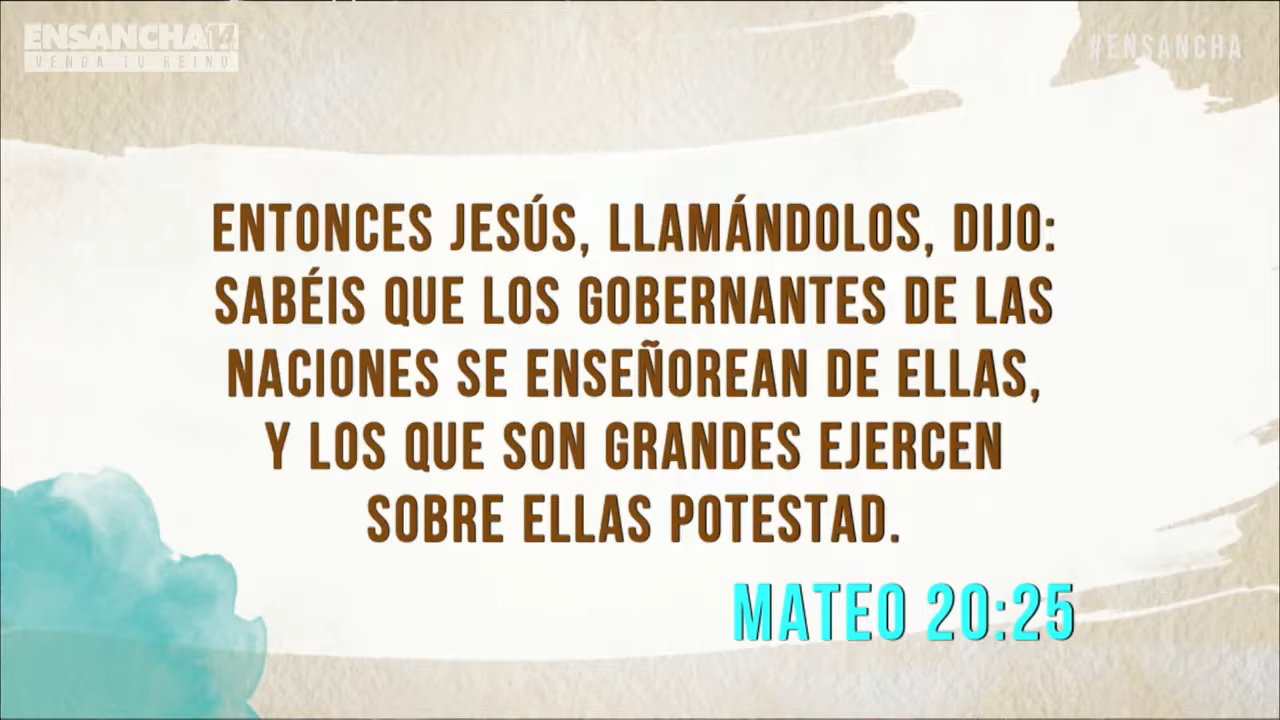 ENSANCHA14
VENGA TU REINO
#ENSANCHA
ENTONCES JESÚS, LLAMÁNDOLOS, DIJO:
SABÉIS QUE LOS GOBERNANTES DE LAS
NACIONES SE ENSEÑOREAN DE ELLAS,
Y LOS QUE SON GRANDES EJERCEN
SOBRE ELLAS POTESTAD.
MATEO 20:25